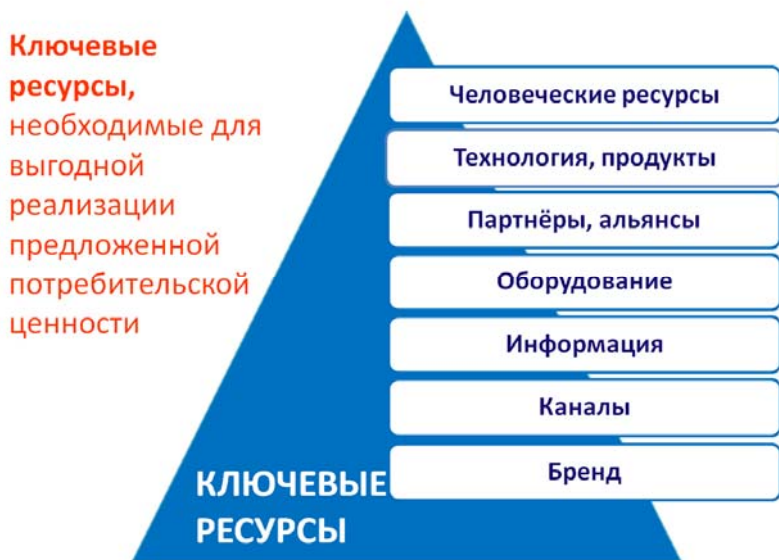 Ключевые
ресурсы,
необходимые для
выгодной
реализации
предложенной
потребительской
ценности
Человеческие ресурсы
Технология, продукты
Партнёры, альянсы
Оборудование
Информация
Каналы
Бренд
КЛЮЧЕВЫЕ
РЕСУРСЫ